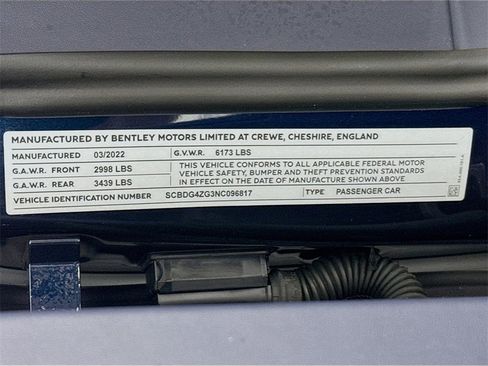 MANUFACTURED BY BENTLEY MOTORS LIMITED AT CREWE, CHESHIRE, ENGLAND
MANUFACTURED 03/2022 G.V.W.R. 6173 LBS
G.A.W.R. FRONT 2998 LBS
G.A.W.R. REAR 3439 LBS
THIS VEHICLE CONFORMS TO ALL APPLICABLE FEDERAL MOTOR
VEHICLE SAFETY, BUMPER AND THEFT PREVENTION STANDARDS
IN EFFECT ON THE DATE OF MANUFACTURE SHOWN ABOVE
VEHICLE IDENTIFICATION NUMBER SCBDG4ZG3NC096817 TYPE PASSENGER CAR